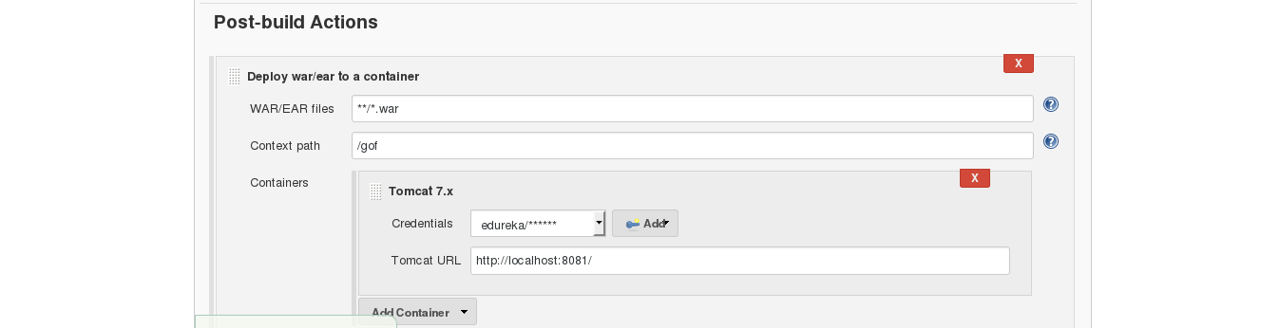 Post-build Actions
X
Deploy war/ear to a container
WAR/EAR files **/*.war
Context path /gof
Containers
X
Tomcat 7.x
Credentials edureka/****** Add
Tomcat URL http://localhost:8081/
Add Container